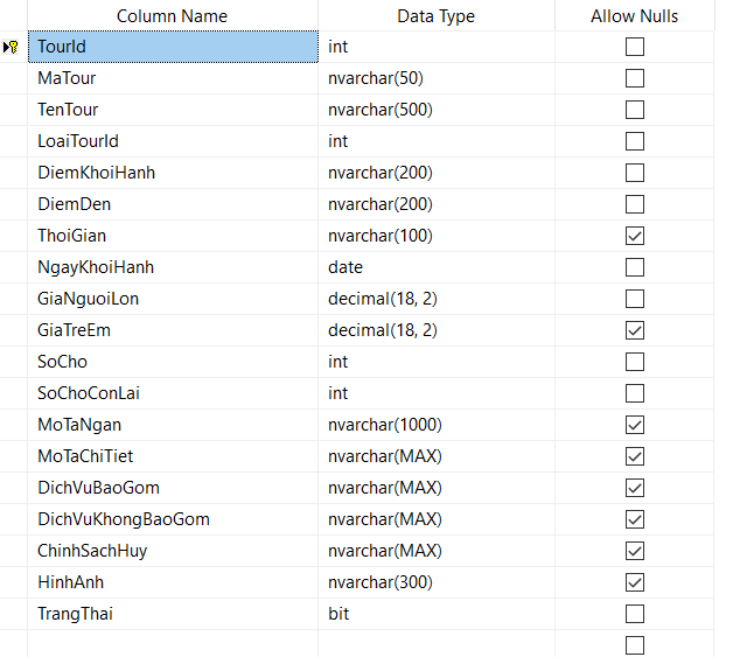 Column Name Data Type Allow Nulls
TourId int
MaTour nvarchar(50)
TenTour nvarchar(500)
LoaiTourId int
DiemKhoiHanh nvarchar(200)
DiemDen nvarchar(200)
ThoiGian nvarchar(100)
NgayKhoiHanh date
GiaNguoiLon decimal(18, 2)
GiaTreEm decimal(18, 2)
SoCho int
SoChoConLai int
MoTaNgan nvarchar(1000)
MoTaChiTiet nvarchar(MAX)
DichVuBaoGom nvarchar(MAX)
DichVuKhongBaoGom nvarchar(MAX)
ChinhSachHuy nvarchar(MAX)
HinhAnh nvarchar(300)
TrangThai bit